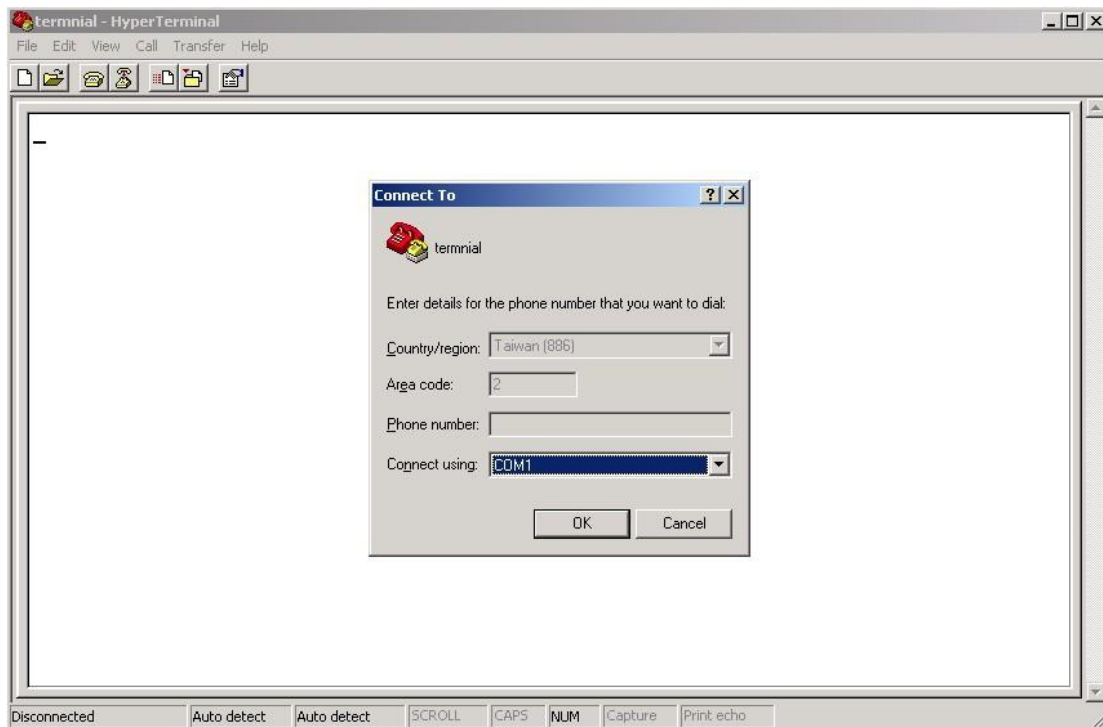 termnial - HyperTerminal
File Edit View Call Transfer Help
Connect To
termnial
Enter details for the phone number that you want to dial:
Country/region: Taiwan (886)
Area code: 2
Phone number:
Connect using: COM1
OK Cancel
Disconnected Auto detect Auto detect SCROLL CAPS NUM Capture Print echo